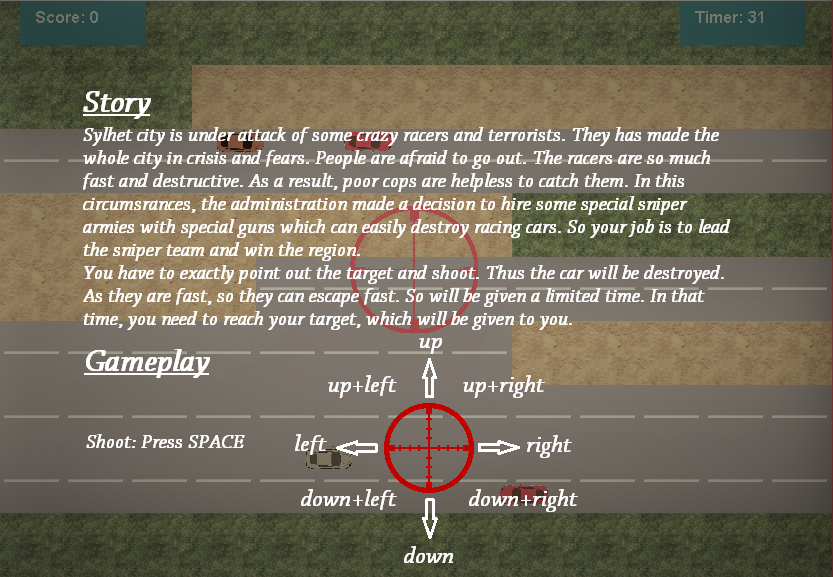 Score: 0
Timer: 31
Story
Sylhet city is under attack of some crazy racers and terrorists. They has made the
whole city in crisis and fears. People are afraid to go out. The racers are so much
fast and destructive. As a result, poor cops are helpless to catch them. In this
circumsrances, the administration made a decision to hire some special sniper
armies with special guns which can easily destroy racing cars. So your job is to lead
the sniper team and win the region.
You have to exactly point out the target and shoot. Thus the car will be destroyed.
As they are fast, so they can escape fast. So will be given a limited time. In that
time, you need to reach your target, which will be given to you.
up
Gameplay
up+left
up+right
Shoot: Press SPACE
left
right
down+left
down+right
down